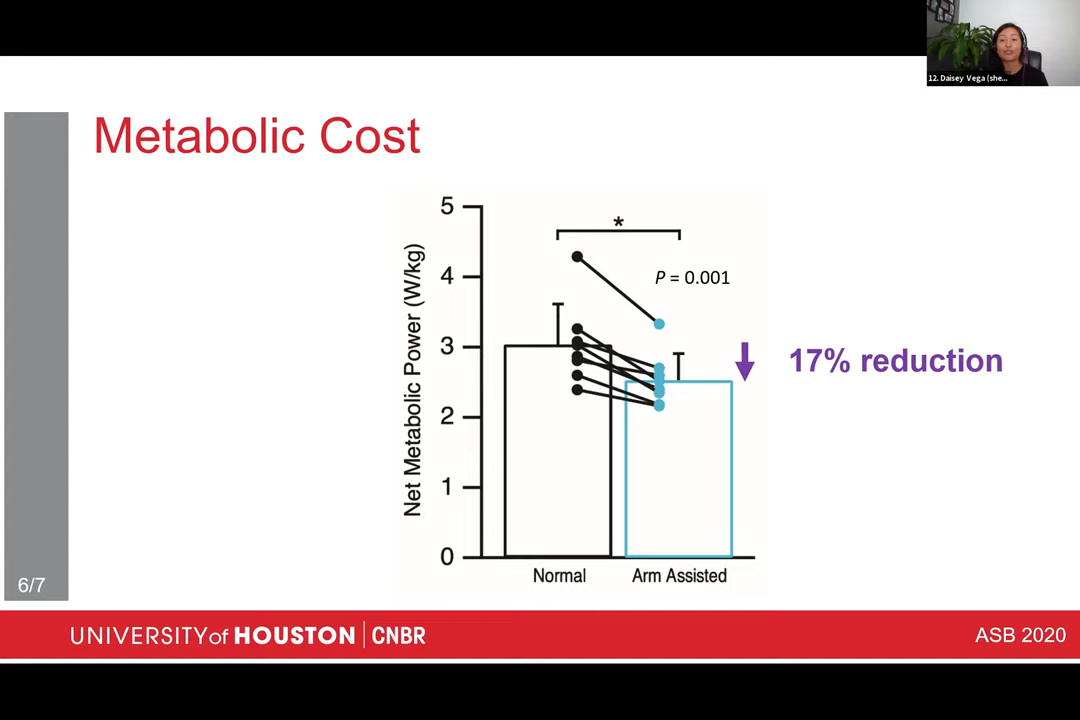 12. Daisey Vega (she...
Metabolic Cost
5
4
3
2
1
0
Net Metabolic Power (W/kg)
*
P = 0.001
17% reduction
Normal
Arm Assisted
6/7
UNIVERSITY of HOUSTON | CNBR
ASB 2020